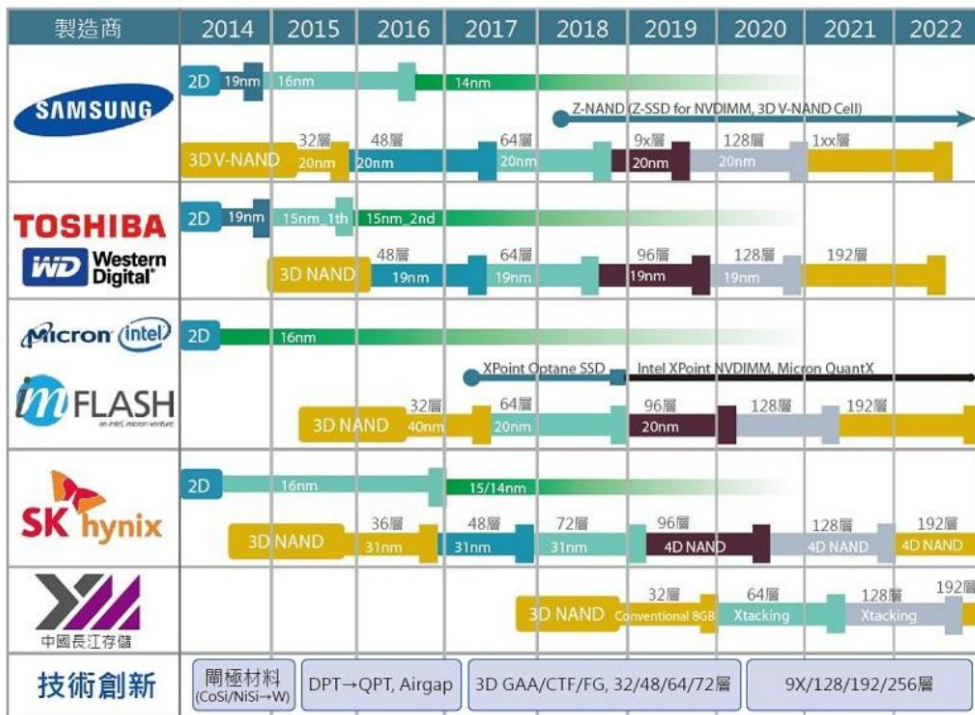 製造商 2014 2015 2016 2017 2018 2019 2020 2021 2022
SAMSUNG
2D 19nm 16nm 14nm
Z-NAND (Z-SSD for NVDIMM, 3D V-NAND Cell)
32層 48層 64層 9x層 128層 1xx層
3D V-NAND 20nm 20nm 20nm 20nm 20nm
TOSHIBA
WD Western
Digital
2D 19nm 15nm_1th 15nm_2nd
48層 64層 96層 128層 192層
3D NAND 19nm 19nm 19nm 19nm
Micron intel
2D 16nm
XPoint Optane SSD Intel XPoint NVDIMM, Micron QuantX
im FLASH
an intel, micron venture
32層 64層 96層 128層 192層
3D NAND 40nm 20nm 20nm
SK hynix
2D 16nm 15/14nm
36層 48層 72層 96層 128層 192層
3D NAND 31nm 31nm 31nm 4D NAND 4D NAND 4D NAND
中國長江存儲
32層 64層 128層 192層
3D NAND Conventional 8GB Xtacking Xtacking
技術創新
閘極材料
(CoSi/NiSi→W)
DPT→QPT, Airgap
3D GAA/CTF/FG, 32/48/64/72層
9X/128/192/256層